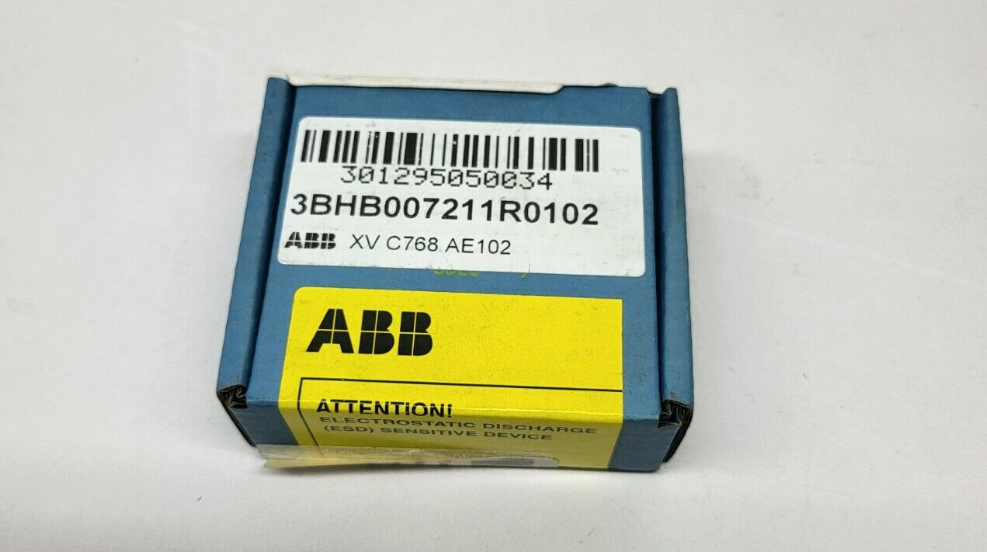 301295050034
3BHB007211R0102
ABB XV C768 AE102
ABB
ATTENTION!
ELECTROSTATIC DISCHARGE
(ESD) SENSITIVE DEVICE